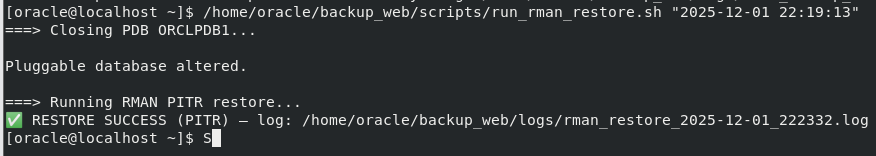 [oracle@localhost ~]$ /home/oracle/backup_web/scripts/run_rman_restore.sh "2025-12-01 22:19:13"
===> Closing PDB ORCLPDB1...
Pluggable database altered.
===> Running RMAN PITR restore...
✅ RESTORE SUCCESS (PITR) — log: /home/oracle/backup_web/logs/rman_restore_2025-12-01_222332.log
[oracle@localhost ~]$ S